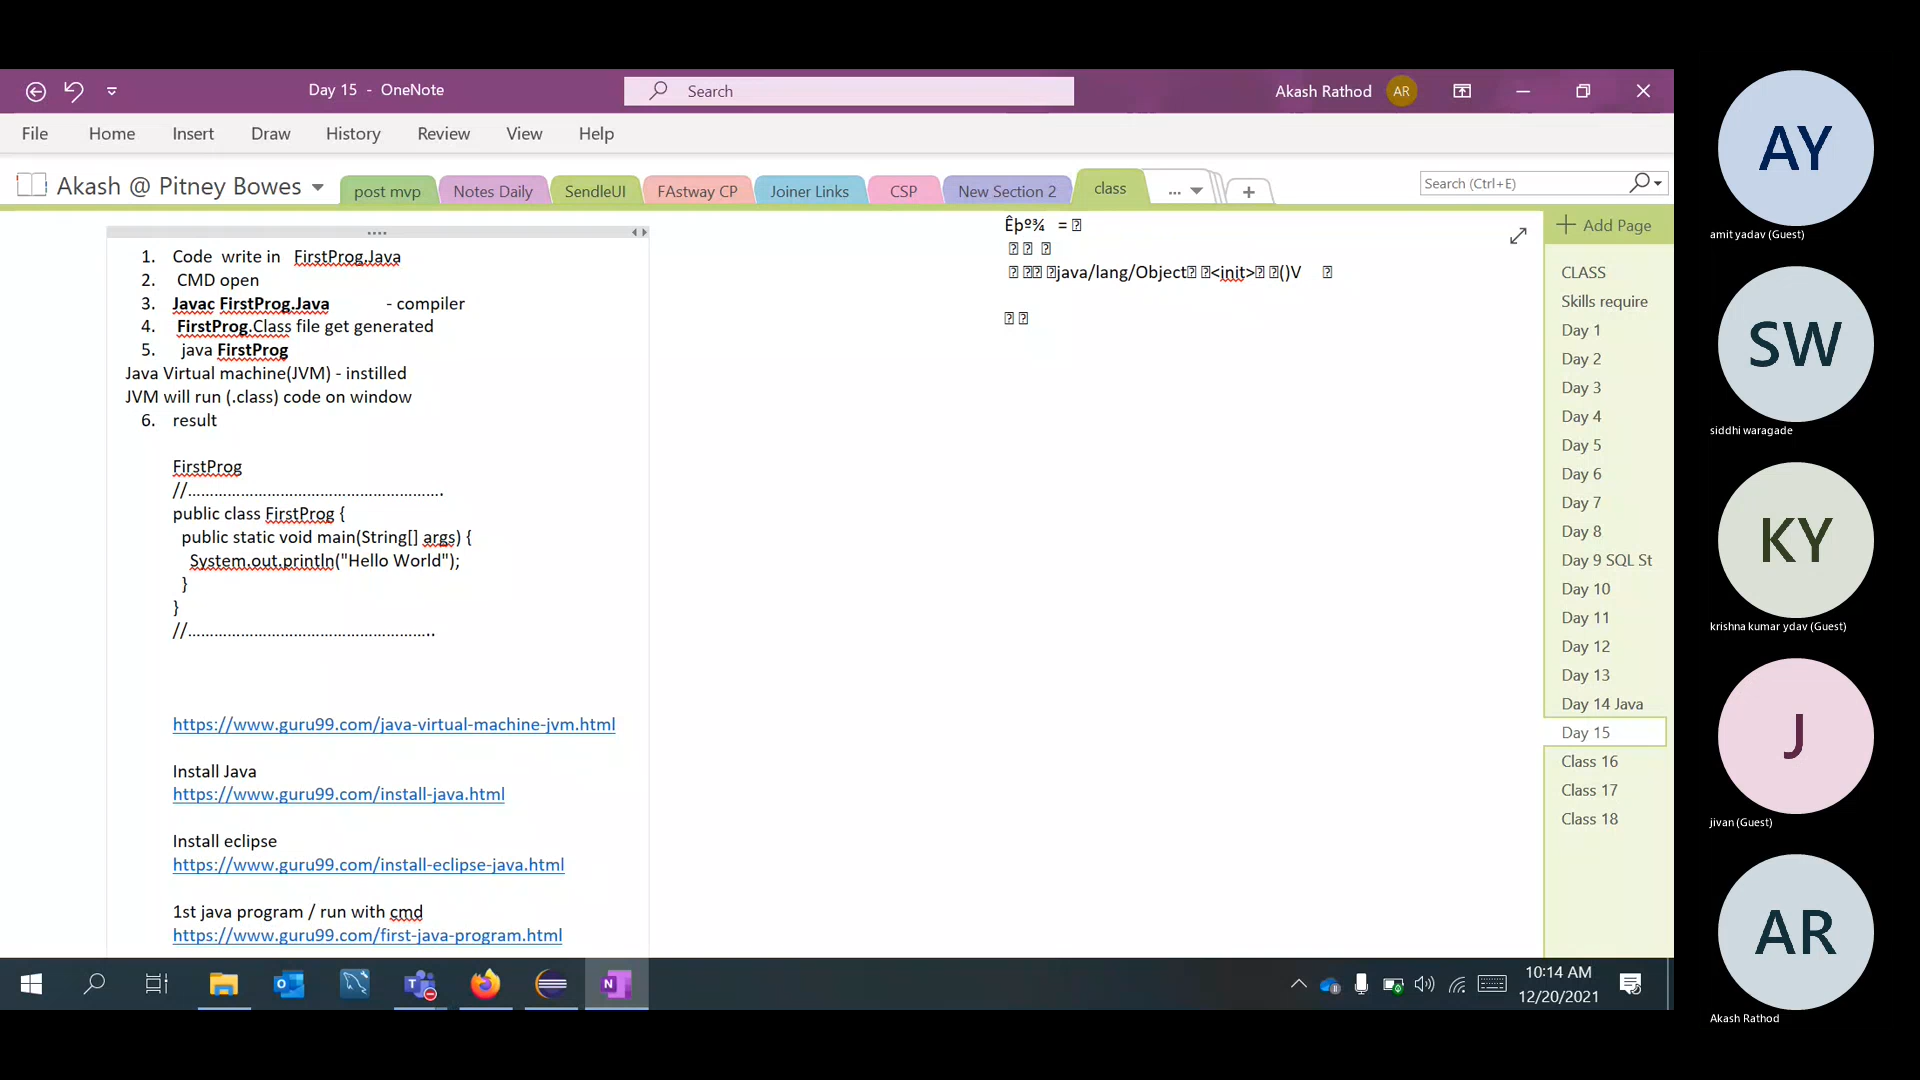 Day 15 - OneNote
Search
Akash Rathod
AR
File Home Insert Draw History Review View Help
Akash @ Pitney Bowes
post mvp
Notes Daily
SendleUI
FAstway CP
Joiner Links
CSP
New Section 2
class
...
Search (Ctrl+E)
1. Code write in FirstProg.Java
2. CMD open
3. Javac FirstProg.Java - compiler
4. FirstProg.Class file get generated
5. java FirstProg
Java Virtual machine(JVM) - instilled
JVM will run (.class) code on window
6. result
FirstProg
//……………………………………………….
public class FirstProg {
public static void main(String[] args) {
System.out.println("Hello World");
}
}
//……………………………………………..
https://www.guru99.com/java-virtual-machine-jvm.html
Install Java
https://www.guru99.com/install-java.html
Install eclipse
https://www.guru99.com/install-eclipse-java.html
1st java program / run with cmd
https://www.guru99.com/first-java-program.html
Êþº¾ =
java/lang/Object <init> ()V
Add Page
CLASS
Skills require
Day 1
Day 2
Day 3
Day 4
Day 5
Day 6
Day 7
Day 8
Day 9 SQL St
Day 10
Day 11
Day 12
Day 13
Day 14 Java
Day 15
Class 16
Class 17
Class 18
10:14 AM
12/20/2021
AY
amit yadav (Guest)
SW
siddhi waragade
KY
krishna kumar ydav (Guest)
J
jivan (Guest)
AR
Akash Rathod